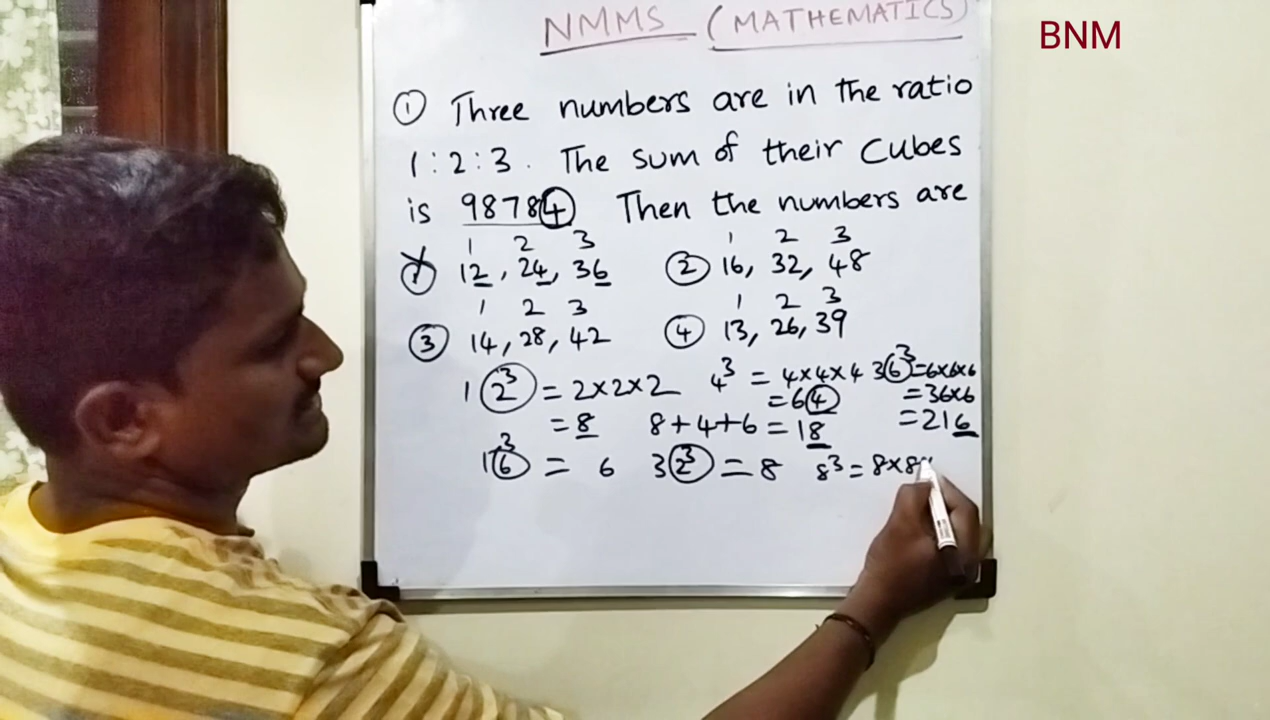 NMMS (MATHEMATICS)
BNM
① Three numbers are in the ratio
1 : 2 : 3 . The sum of their cubes
is 98784 Then the numbers are
1 2 3 1 2 3
① 12, 24, 36 ② 16, 32, 48
1 2 3 1 2 3
③ 14, 28, 42 ④ 13, 26, 39
12³ = 2×2×2 4³ = 4×4×4 36³ = 6×6×6
= 8 = 64 = 36×6
8+4+6 = 18 = 216
16³ = 6 32³ = 8 8³ = 8×8×